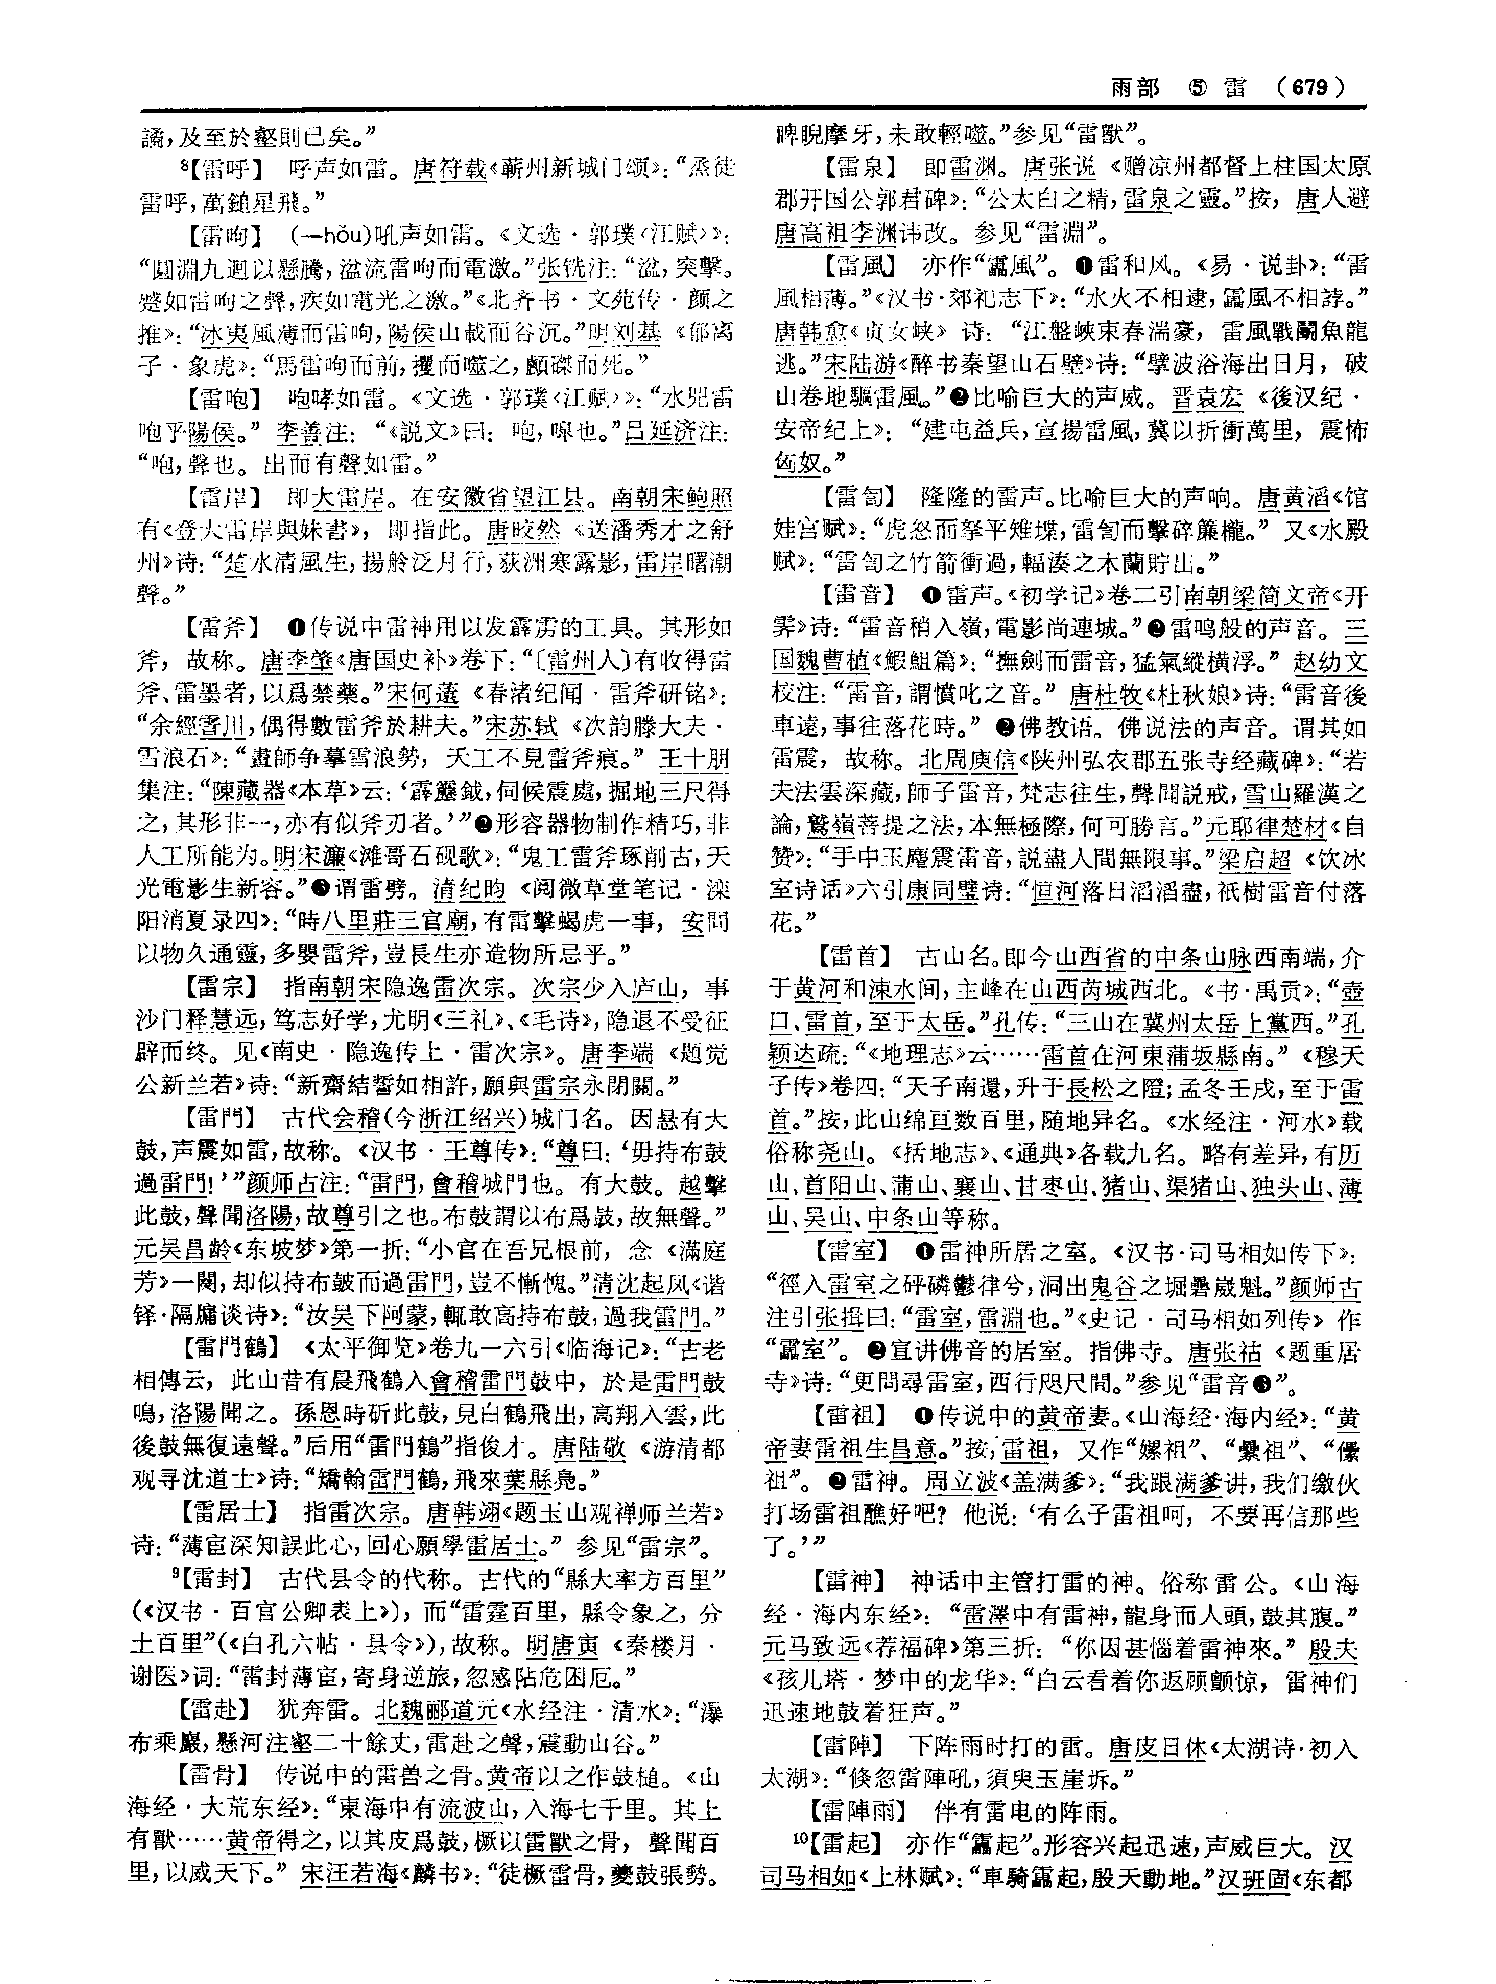 雨部 ⑤ 雷 (679)
譎，及至於壑則已矣。”
⁸【雷呼】 呼声如雷。唐符载《蕲州新城门颂》：“烝徒
雷呼，萬鎚星飛。”
【雷呴】 (—hǒu)吼声如雷。《文选·郭璞〈江赋〉》：
“圓淵九迴以懸騰，湓流雷呴而電激。”张铣注：“湓，突擊。
蹙如雷呴之聲，疾如電光之激。”《北齐书·文苑传·颜之
推》：“冰夷風薄而雷呴，陽侯山載而谷沉。”明刘基《郁离
子·象虎》：“馬雷呴而前，攫而噬之，顱磔而死。”
【雷咆】 咆哮如雷。《文选·郭璞〈江赋〉》：“水兕雷
咆乎陽侯。” 李善注：“《説文》曰：咆，嗥也。”吕延济注：
“咆，聲也。出而有聲如雷。”
【雷岸】 即大雷岸。在安徽省望江县。南朝宋鲍照
有《登大雷岸與妹書》，即指此。唐皎然《送潘秀才之舒
州》诗：“楚水清風生，揚舲泛月行，荻洲寒露影，雷岸曙潮
聲。”
【雷斧】 ❶传说中雷神用以发霹雳的工具。其形如
斧，故称。唐李肇《唐国史补》卷下：“〔雷州人〕有收得雷
斧、雷墨者，以爲禁藥。”宋何薳《春渚纪闻·雷斧研铭》：
“余經霅川，偶得數雷斧於耕夫。”宋苏轼《次韵滕大夫·
雪浪石》：“畫師争摹雪浪勢，天工不見雷斧痕。” 王十朋
集注：“陳藏器《本草》云：‘霹靂鉞，伺候震處，掘地三尺得
之，其形非一，亦有似斧刃者。’”❷形容器物制作精巧，非
人工所能为。明宋濂《滩哥石砚歌》：“鬼工雷斧琢削古，天
光電影生新容。”❸谓雷劈。清纪昀《阅微草堂笔记·滦
阳消夏录四》：“時八里莊三官廟，有雷擊蝎虎一事，安問
以物久通靈，多嬰雷斧，豈長生亦造物所忌乎。”
【雷宗】 指南朝宋隐逸雷次宗。次宗少入庐山，事
沙门释慧远，笃志好学，尤明《三礼》、《毛诗》，隐退不受征
辟而终。见《南史·隐逸传上·雷次宗》。唐李端《题觉
公新兰若》诗：“新齋結誓如相許，願與雷宗永閉關。”
【雷門】 古代会稽(今浙江绍兴)城门名。因悬有大
鼓，声震如雷，故称。《汉书·王尊传》：“尊曰：‘毋持布鼓
過雷門！’”颜师古注：“雷門，會稽城門也。有大鼓。越擊
此鼓，聲聞洛陽，故尊引之也。布鼓謂以布爲鼓，故無聲。”
元吴昌龄《东坡梦》第一折：“小官在吾兄根前，念《滿庭
芳》一闋，却似持布鼓而過雷門，豈不慚愧。”清沈起凤《谐
铎·隔牖谈诗》：“汝吴下阿蒙，輒敢高持布鼓，過我雷門。”
【雷門鶴】 《太平御览》卷九一六引《临海记》：“古老
相傳云，此山昔有晨飛鶴入會稽雷門鼓中，於是雷門鼓
鳴，洛陽聞之。孫恩時斫此鼓，見白鶴飛出，高翔入雲，此
後鼓無復遠聲。”后用“雷門鶴”指俊才。唐陆敬《游清都
观寻沈道士》诗：“矯翰雷門鶴，飛來葉縣鳧。”
【雷居士】 指雷次宗。唐韩翃《题玉山观禅师兰若》
诗：“薄宦深知誤此心，回心願學雷居士。” 参见“雷宗”。
⁹【雷封】 古代县令的代称。古代的“縣大率方百里”
(《汉书·百官公卿表上》)，而“雷霆百里，縣令象之，分
土百里”(《白孔六帖·县令》)，故称。明唐寅《秦楼月·
谢医》词：“雷封薄宦，寄身逆旅，忽惑阽危困厄。”
【雷赴】 犹奔雷。北魏郦道元《水经注·清水》：“瀑
布乘巖，懸河注壑二十餘丈，雷赴之聲，震動山谷。”
【雷骨】 传说中的雷兽之骨。黄帝以之作鼓槌。《山
海经·大荒东经》：“東海中有流波山，入海七千里。其上
有獸……黄帝得之，以其皮爲鼓，橛以雷獸之骨，聲聞百
里，以威天下。” 宋汪若海《麟书》：“徒橛雷骨，夔鼓張勢。
睥睨摩牙，未敢輕噬。”参见“雷獸”。
【雷泉】 即雷渊。唐张说《赠凉州都督上柱国太原
郡开国公郭君碑》：“公太白之精，雷泉之靈。”按，唐人避
唐高祖李渊讳改。参见“雷淵”。
【雷風】 亦作“靁風”。❶雷和风。《易·说卦》：“雷
風相薄。”《汉书·郊祀志下》：“水火不相逮，靁風不相誖。”
唐韩愈《贞女峡》诗：“江盤峽束春湍豪，雷風戰鬭魚龍
逃。”宋陆游《醉书秦望山石壁》诗：“擘波浴海出日月，破
山卷地驅雷風。”❷比喻巨大的声威。晋袁宏《後汉纪·
安帝纪上》：“建屯益兵，宣揚雷風，冀以折衝萬里，震怖
匈奴。”
【雷訇】 隆隆的雷声。比喻巨大的声响。唐黄滔《馆
娃宫赋》：“虎怒而拏平雉堞，雷訇而擊碎簾櫳。” 又《水殿
赋》：“雷訇之竹箭衝過，輻湊之木蘭貯出。”
【雷音】 ❶雷声。《初学记》卷二引南朝梁简文帝《开
霁》诗：“雷音稍入嶺，電影尚連城。”❷雷鸣般的声音。三
国魏曹植《鰕䱇篇》：“撫劍而雷音，猛氣縱横浮。” 赵幼文
校注：“雷音，謂憤叱之音。” 唐杜牧《杜秋娘》诗：“雷音後
車遠，事往落花時。” ❸佛教语。佛说法的声音。谓其如
雷震，故称。北周庾信《陕州弘农郡五张寺经藏碑》：“若
夫法雲深藏，師子雷音，梵志往生，聲聞説戒，雪山羅漢之
論，鷲嶺菩提之法，本無極際，何可勝言。”元耶律楚材《自
赞》：“手中玉麈震雷音，説盡人間無限事。”梁启超《饮冰
室诗话》六引康同璧诗：“恒河落日滔滔盡，衹樹雷音付落
花。”
【雷首】 古山名。即今山西省的中条山脉西南端，介
于黄河和涑水间，主峰在山西芮城西北。《书·禹贡》：“壺
口、雷首，至于太岳。”孔传：“三山在冀州太岳上黨西。”孔
颖达疏：“《地理志》云……雷首在河東蒲坂縣南。”《穆天
子传》卷四：“天子南還，升于長松之隥；孟冬壬戌，至于雷
首。”按，此山绵亘数百里，随地异名。《水经注·河水》载
俗称尧山。《括地志》、《通典》各载九名。略有差异，有历
山、首阳山、蒲山、襄山、甘枣山、猪山、渠猪山、独头山、薄
山、吴山、中条山等称。
【雷室】 ❶雷神所居之室。《汉书·司马相如传下》：
“徑入雷室之砰磷鬱律兮，洞出鬼谷之堀礨崴魁。”颜师古
注引张揖曰：“雷室，雷淵也。”《史记·司马相如列传》作
“靁室”。❷宣讲佛音的居室。指佛寺。唐张祜《题重居
寺》诗：“更問尋雷室，西行咫尺間。”参见“雷音❸”。
【雷祖】 ❶传说中的黄帝妻。《山海经·海内经》：“黄
帝妻雷祖生昌意。”按，雷祖，又作“嫘祖”、“纍祖”、“儽
祖”。❷雷神。周立波《盖满爹》：“我跟满爹讲，我们缴伙
打场雷祖醮好吧？他说：‘有么子雷祖呵，不要再信那些
了。’”
【雷神】 神话中主管打雷的神。俗称雷公。《山海
经·海内东经》：“雷澤中有雷神，龍身而人頭，鼓其腹。”
元马致远《荐福碑》第三折：“你因甚惱着雷神來。” 殷夫
《孩儿塔·梦中的龙华》：“白云看着你返顾颤惊，雷神们
迅速地鼓着狂声。”
【雷陣】 下阵雨时打的雷。唐皮日休《太湖诗·初入
太湖》：“倏忽雷陣吼，須臾玉崖坼。”
【雷陣雨】 伴有雷电的阵雨。
¹⁰【雷起】 亦作“靁起”。形容兴起迅速，声威巨大。汉
司马相如《上林赋》：“車騎靁起，殷天動地。”汉班固《东都